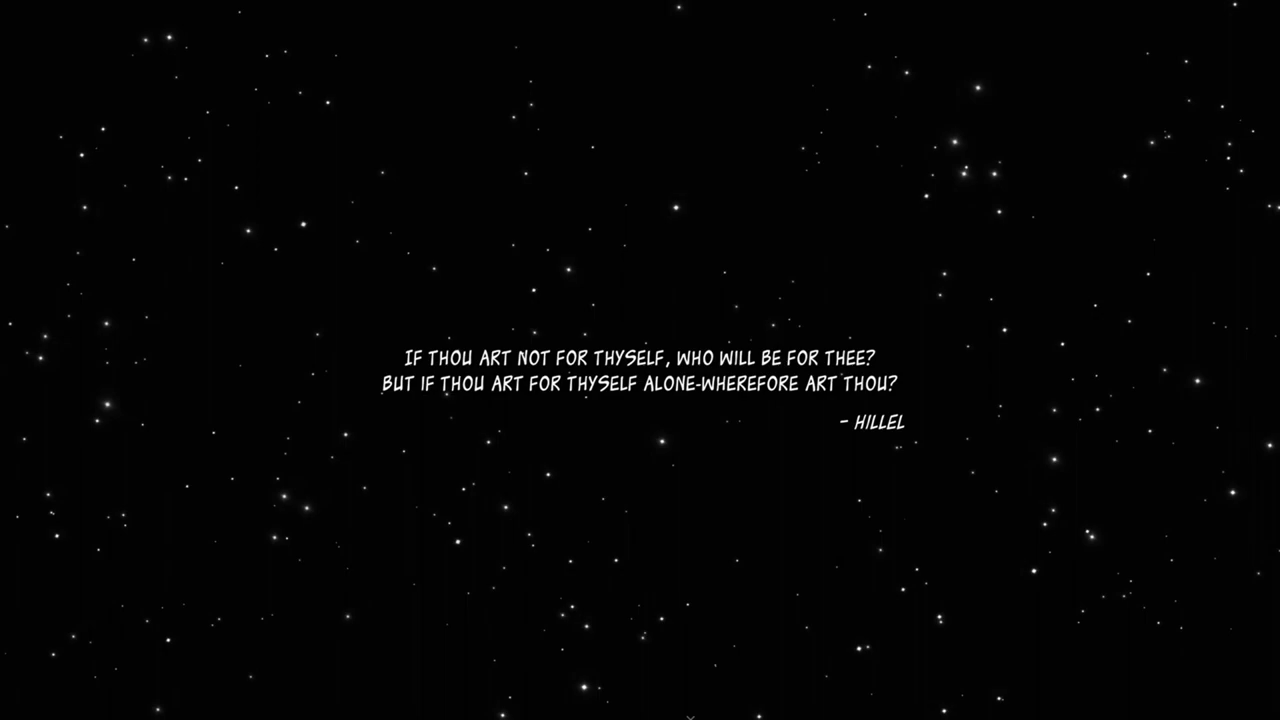 IF THOU ART NOT FOR THYSELF, WHO WILL BE FOR THEE?
BUT IF THOU ART FOR THYSELF ALONE-WHEREFORE ART THOU?
- HILLEL